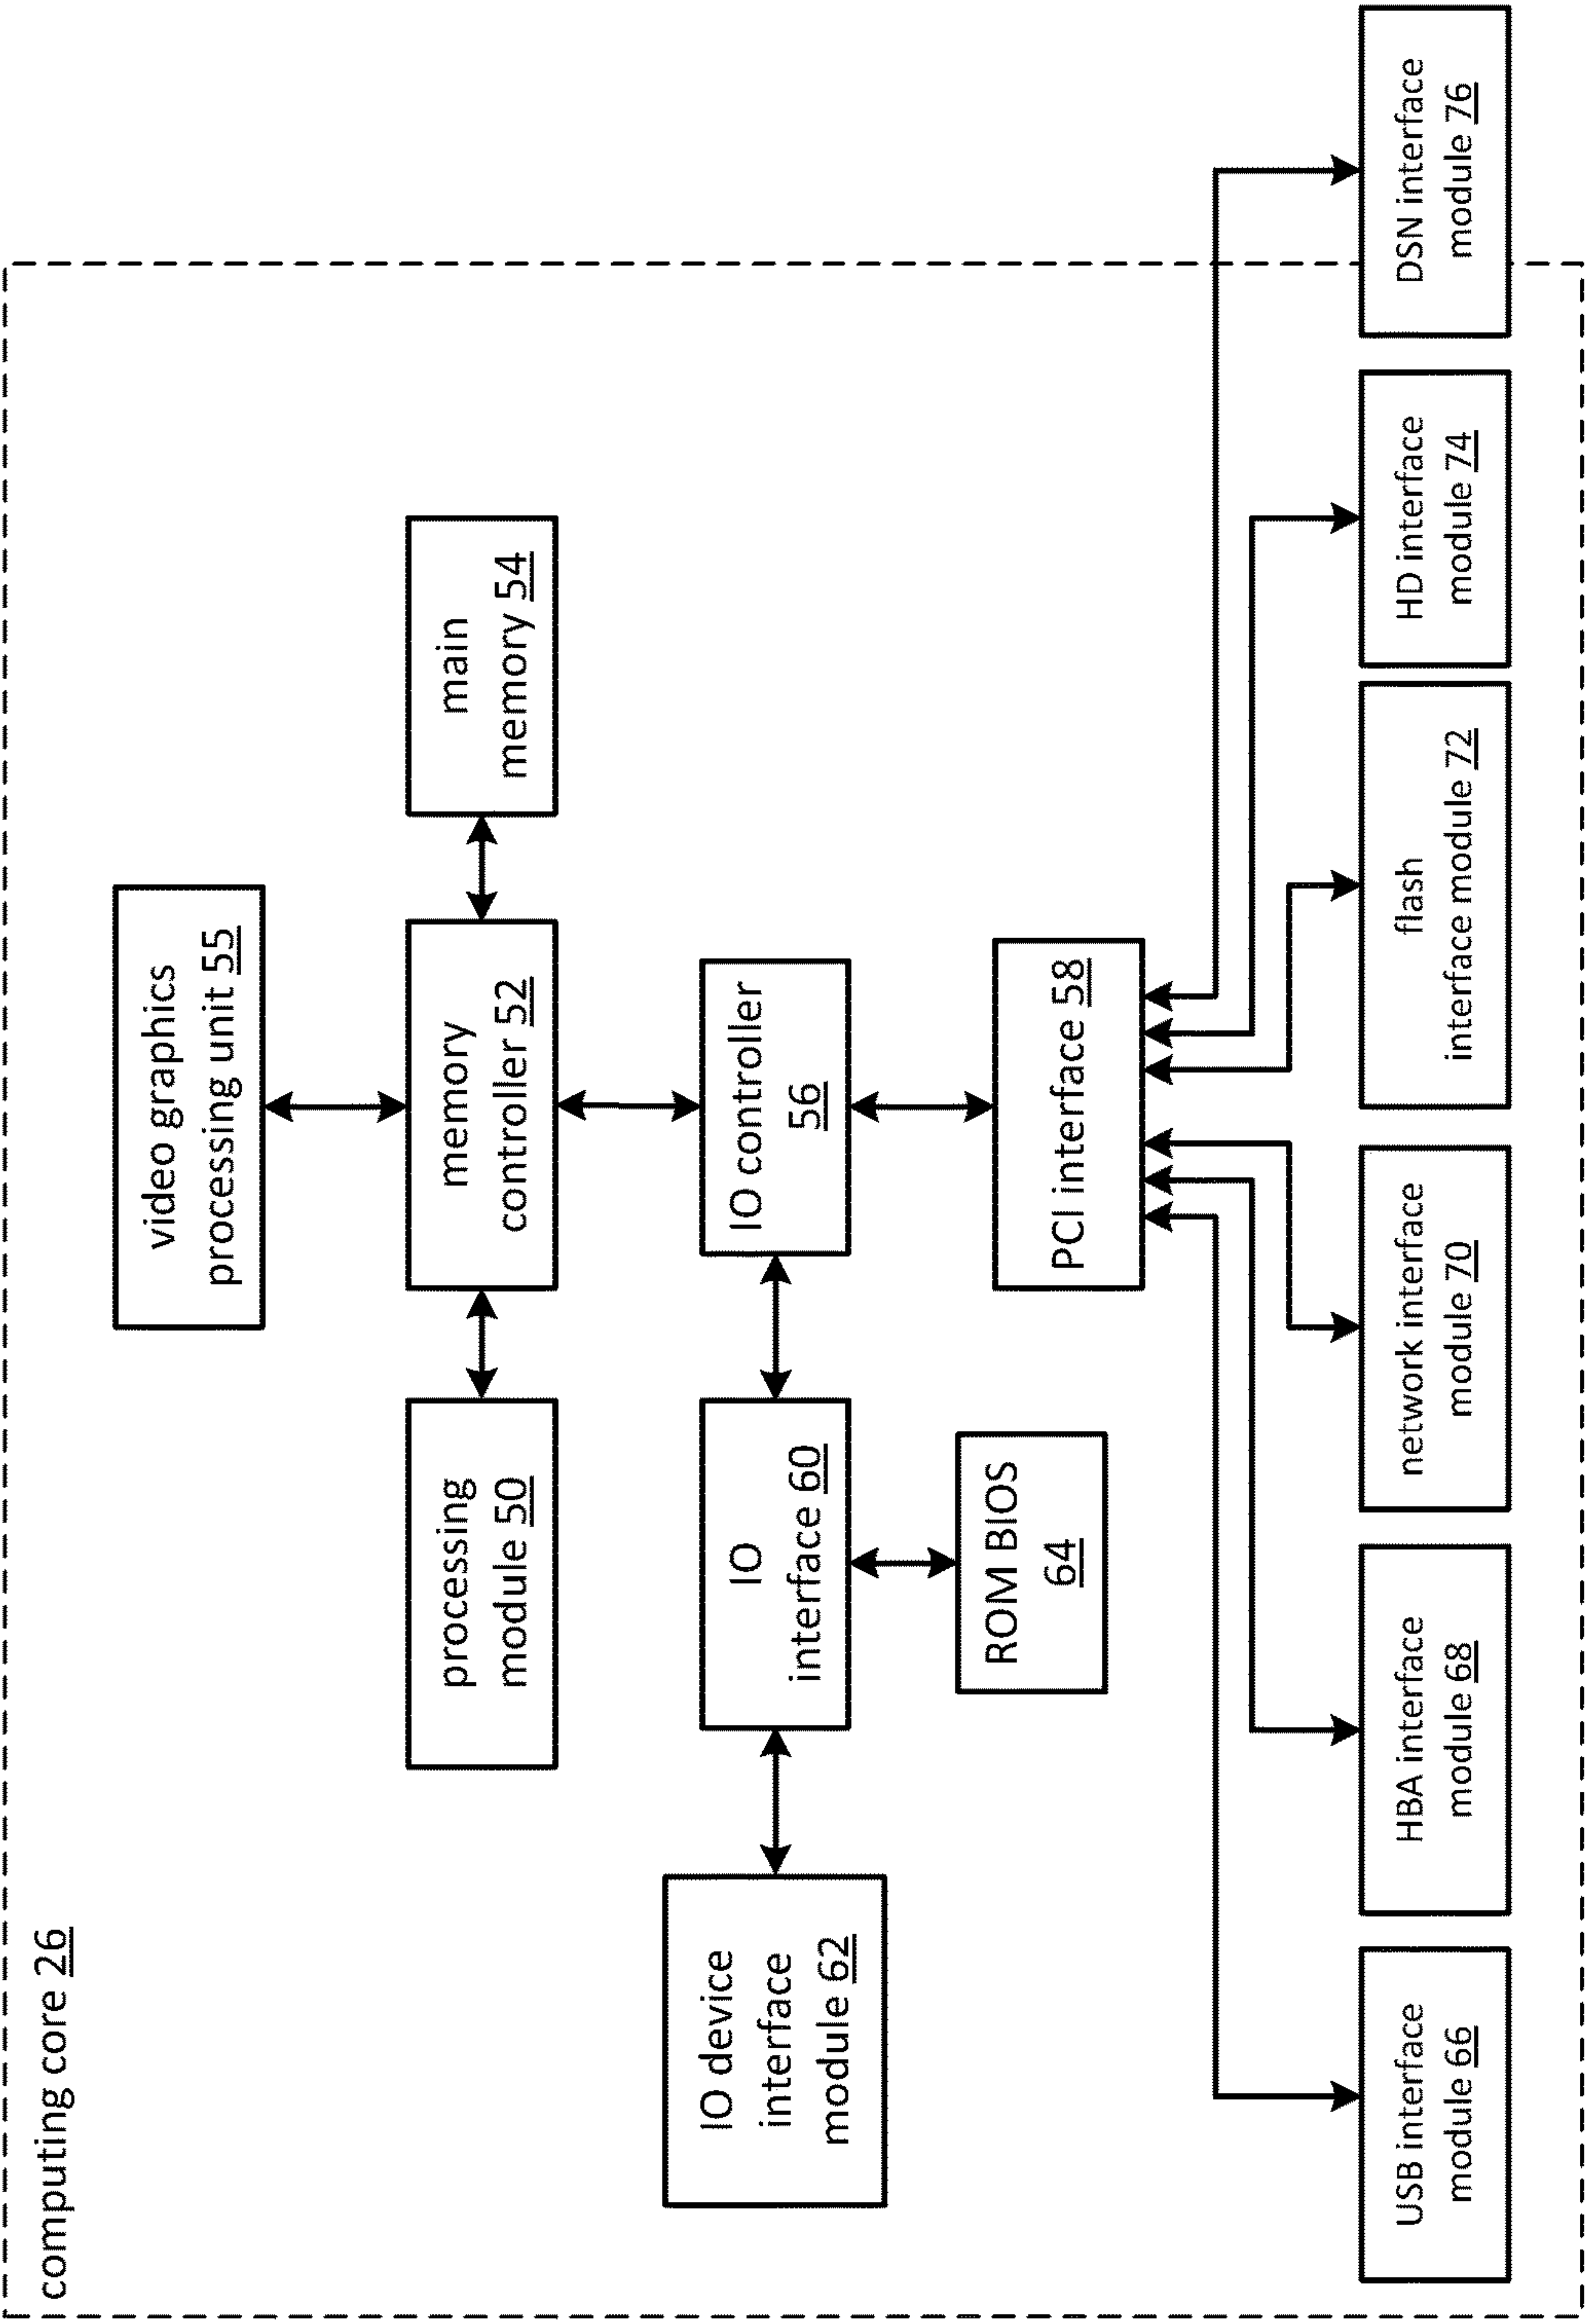 computing core 26
video graphics
processing unit 55
processing
module 50
memory
controller 52
main
memory 54
IO device
interface
module 62
IO
interface 60
IO controller
56
ROM BIOS
64
PCI interface 58
USB interface
module 66
HBA interface
module 68
network interface
module 70
flash
interface module 72
HD interface
module 74
DSN interface
module 76